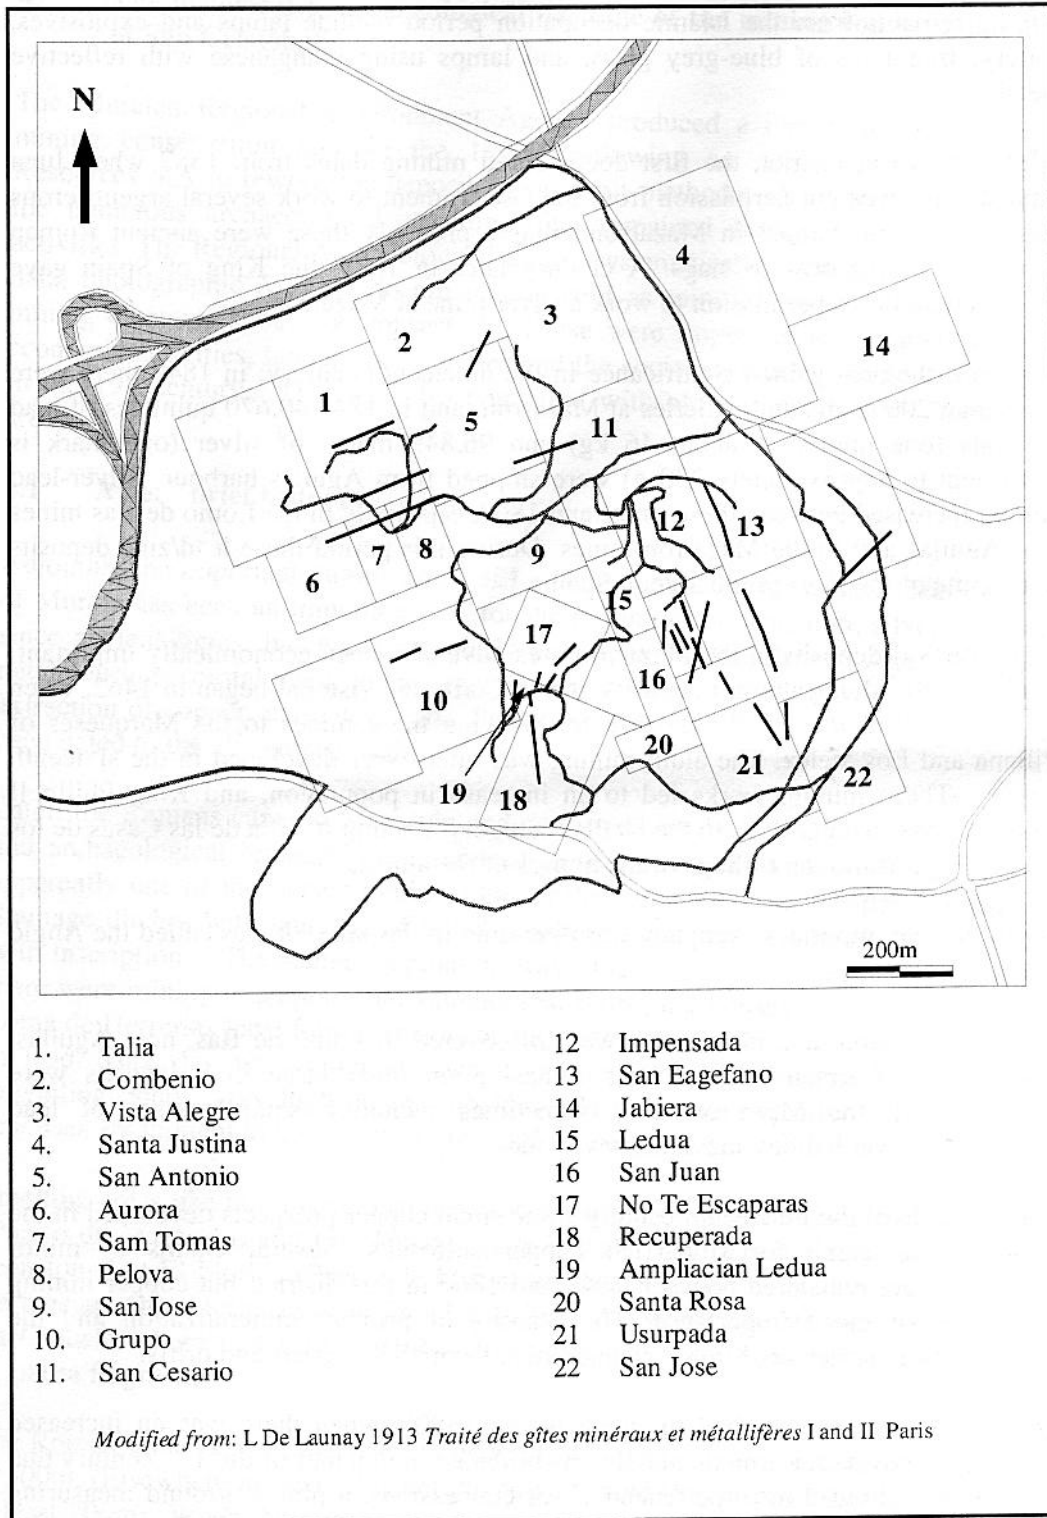 N
1
2
3
4
5
6
7
8
9
10
11
12
13
14
15
16
17
18
19
20
21
22
200m
1. Talia
2. Combenio
3. Vista Alegre
4. Santa Justina
5. San Antonio
6. Aurora
7. Sam Tomas
8. Pelova
9. San Jose
10. Grupo
11. San Cesario
12 Impensada
13 San Eagefano
14 Jabiera
15 Ledua
16 San Juan
17 No Te Escaparas
18 Recuperada
19 Ampliacian Ledua
20 Santa Rosa
21 Usurpada
22 San Jose
Modified from: L De Launay 1913 Traité des gîtes minéraux et métallifères I and II Paris